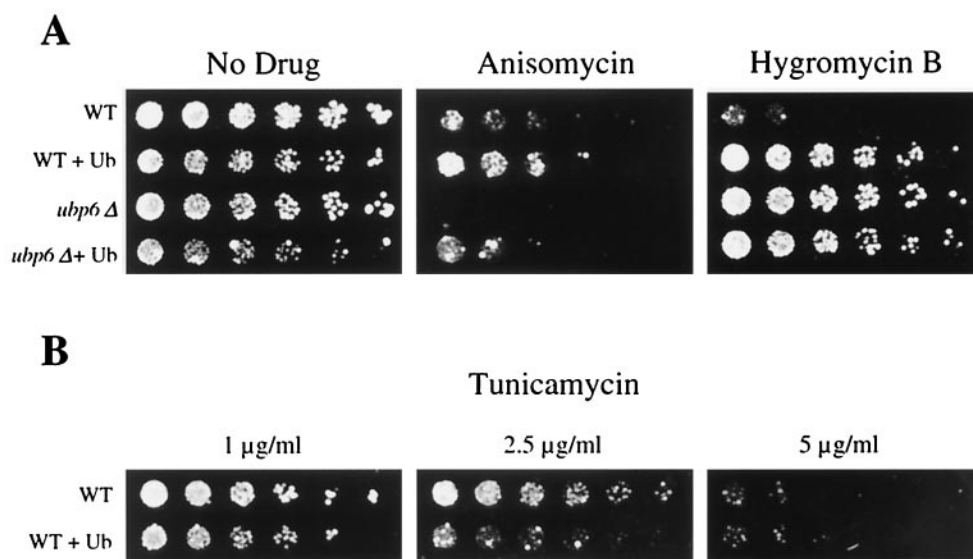 A
No Drug
Anisomycin
Hygromycin B
WT
WT + Ub
ubp6 Δ
ubp6 Δ+ Ub
B
Tunicamycin
1 µg/ml
2.5 µg/ml
5 µg/ml
WT
WT + Ub